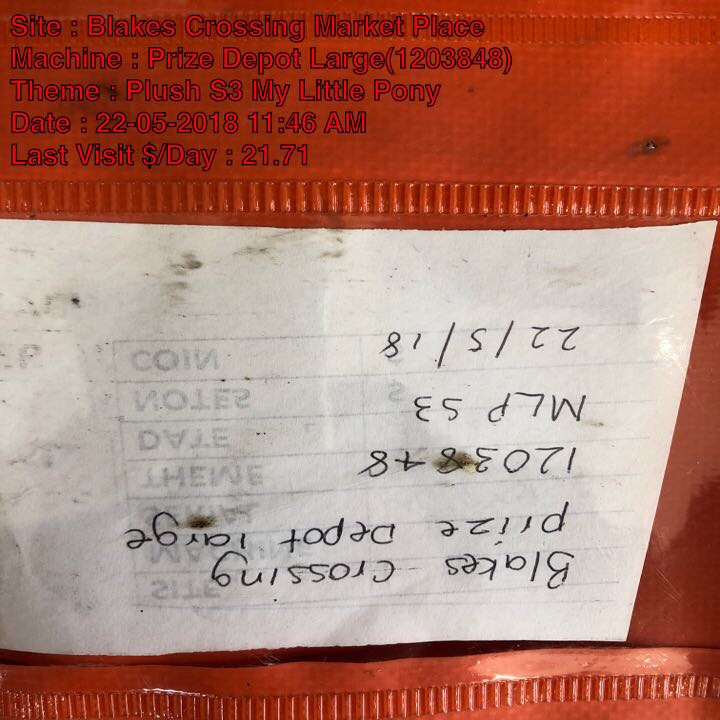 Site : Blakes Crossing Market Place
Machine : Prize Depot Large(1203848)
Theme : Plush S3 My Little Pony
Date : 22-05-2018 11:46 AM
Last Visit $/Day : 21.71
Blakes Crossing
prize Depot large
1203848
MLP S3
22/5/18
SITE
MACHINE
SERIAL
THEME
DATE
NOTES
COIN